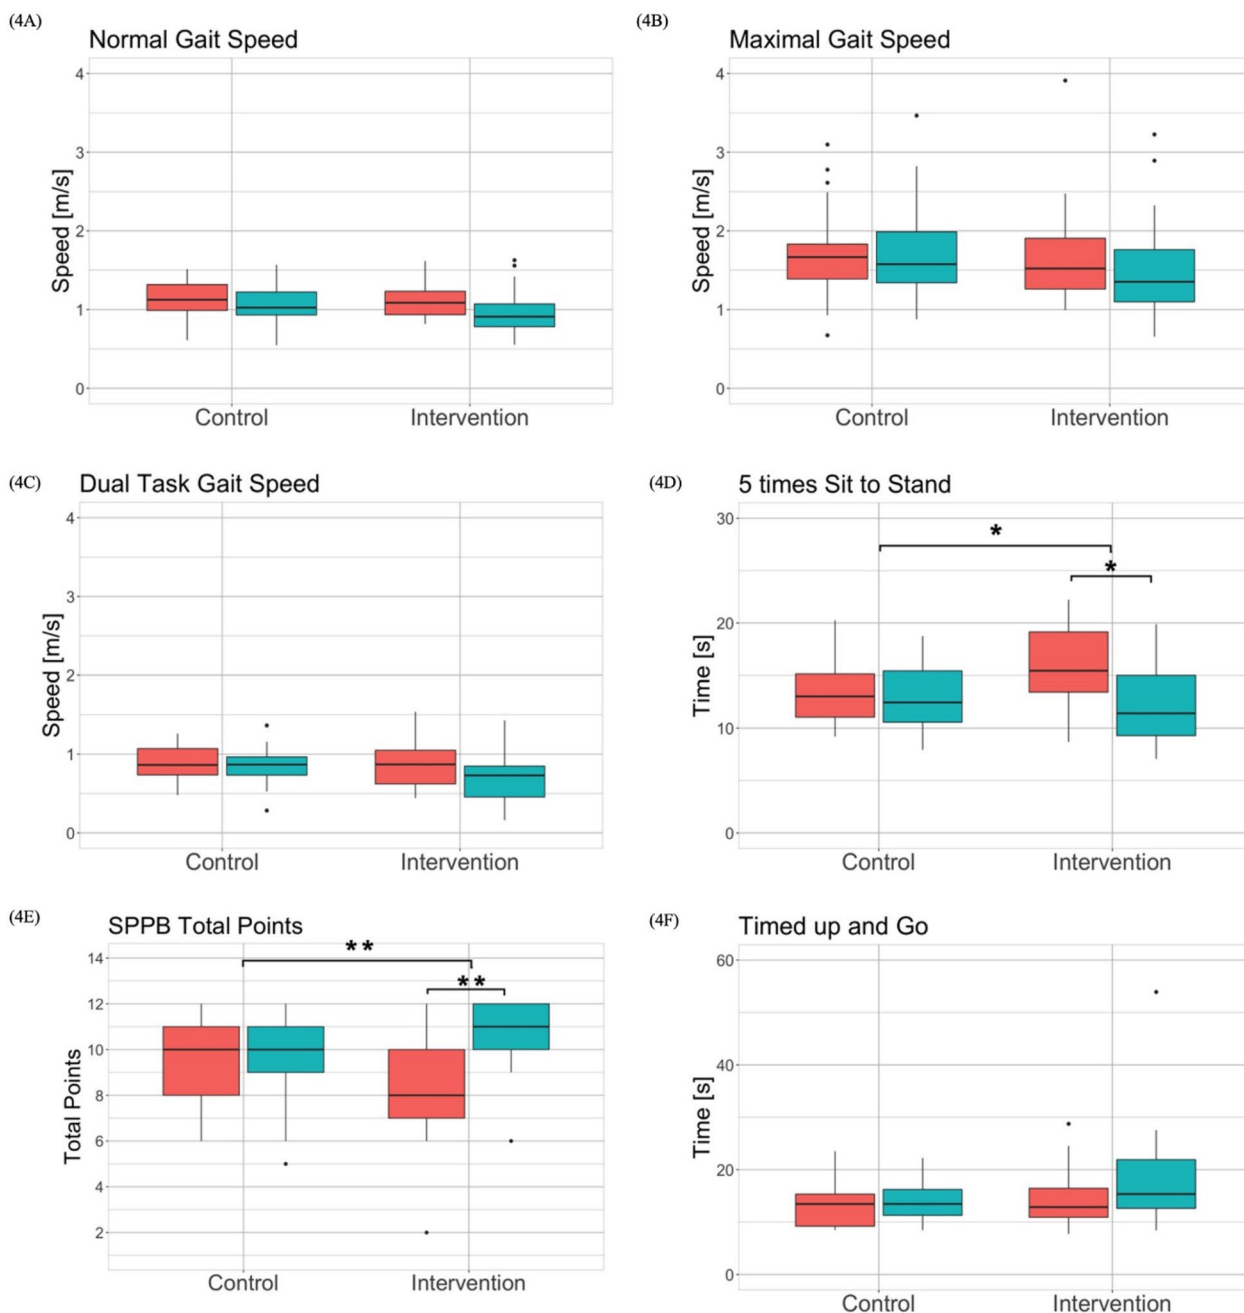 (4A)
Normal Gait Speed
4
3
2
1
0
Speed [m/s]
Control
Intervention
(4B)
Maximal Gait Speed
4
3
2
1
0
Speed [m/s]
Control
Intervention
(4C)
Dual Task Gait Speed
4
3
2
1
0
Speed [m/s]
Control
Intervention
(4D)
5 times Sit to Stand
30
20
10
0
Time [s]
*
*
Control
Intervention
(4E)
SPPB Total Points
14
12
10
8
6
4
2
Total Points
**
**
Control
Intervention
(4F)
Timed up and Go
60
40
20
0
Time [s]
Control
Intervention